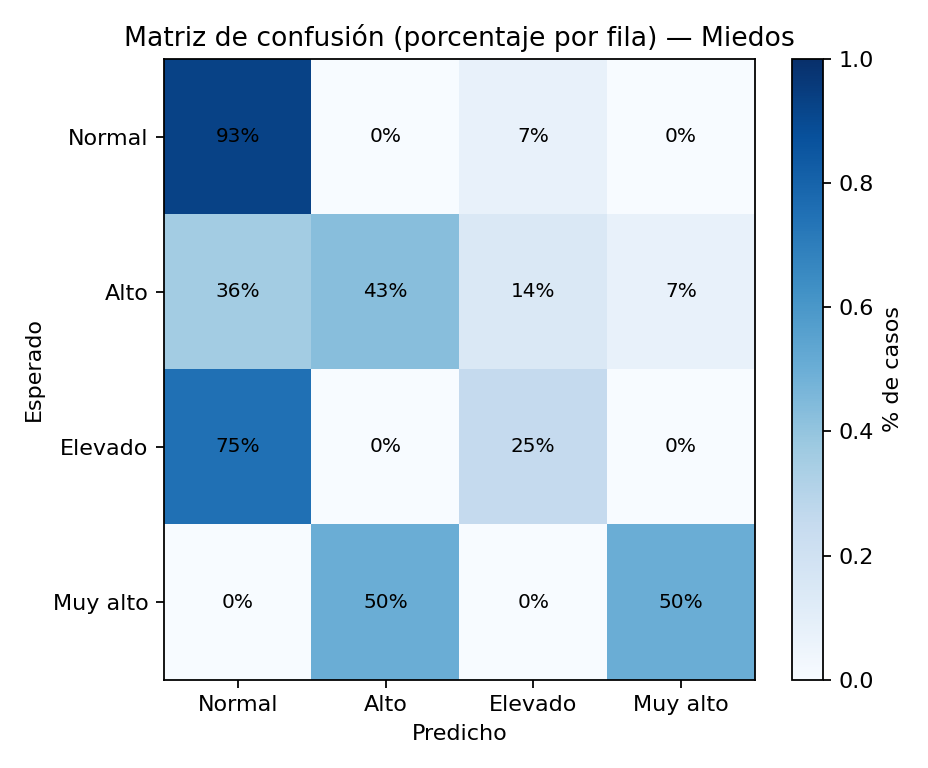 Matriz de confusión (porcentaje por fila) — Miedos
Normal 93% 0% 7% 0%
Alto 36% 43% 14% 7%
Elevado 75% 0% 25% 0%
Muy alto 0% 50% 0% 50%
Normal Alto Elevado Muy alto
Predicho
Esperado
1.0
0.8
0.6
0.4
0.2
0.0
% de casos